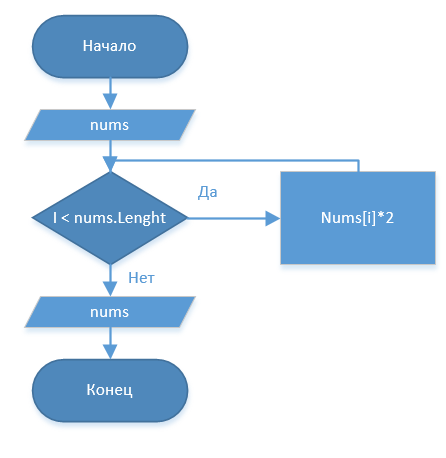 Начало
nums
I < nums.Lenght
Да
Nums[i]*2
Нет
nums
Конец